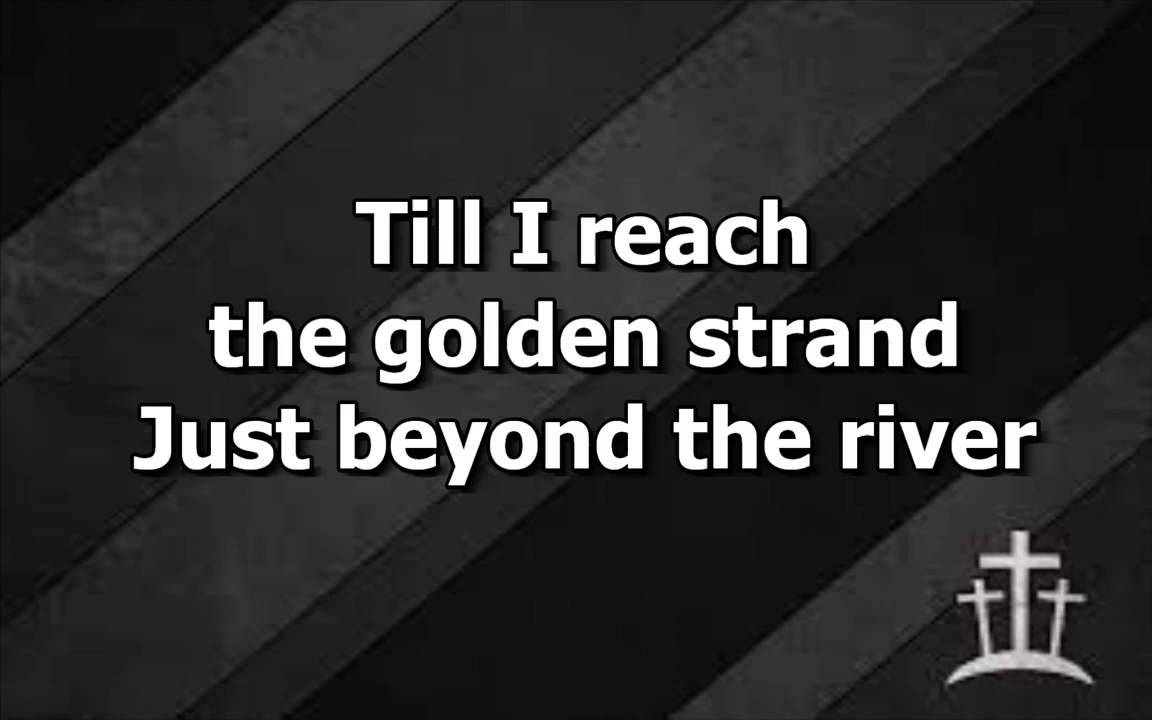 Till I reach
the golden strand
Just beyond the river